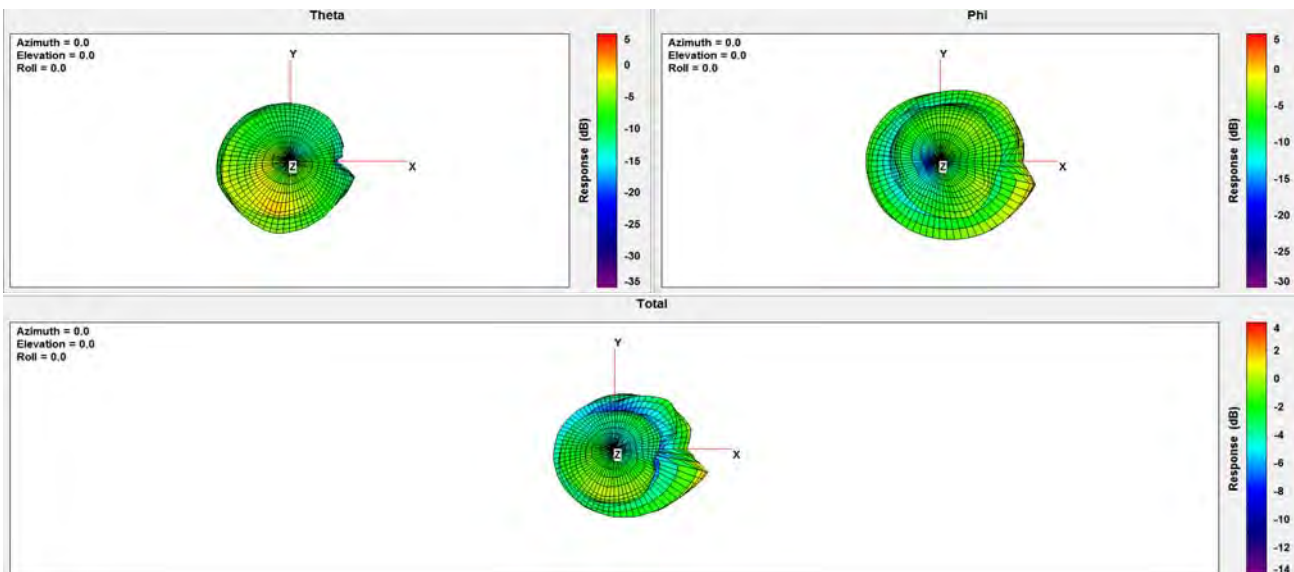 Theta
Azimuth = 0.0
Elevation = 0.0
Roll = 0.0
Y
X
Z
Response (dB)
5
0
-5
-10
-15
-20
-25
-30
-35
Phi
Azimuth = 0.0
Elevation = 0.0
Roll = 0.0
Y
X
Z
Response (dB)
5
0
-5
-10
-15
-20
-25
-30
Total
Azimuth = 0.0
Elevation = 0.0
Roll = 0.0
Y
X
Z
Response (dB)
4
2
0
-2
-4
-6
-8
-10
-12
-14